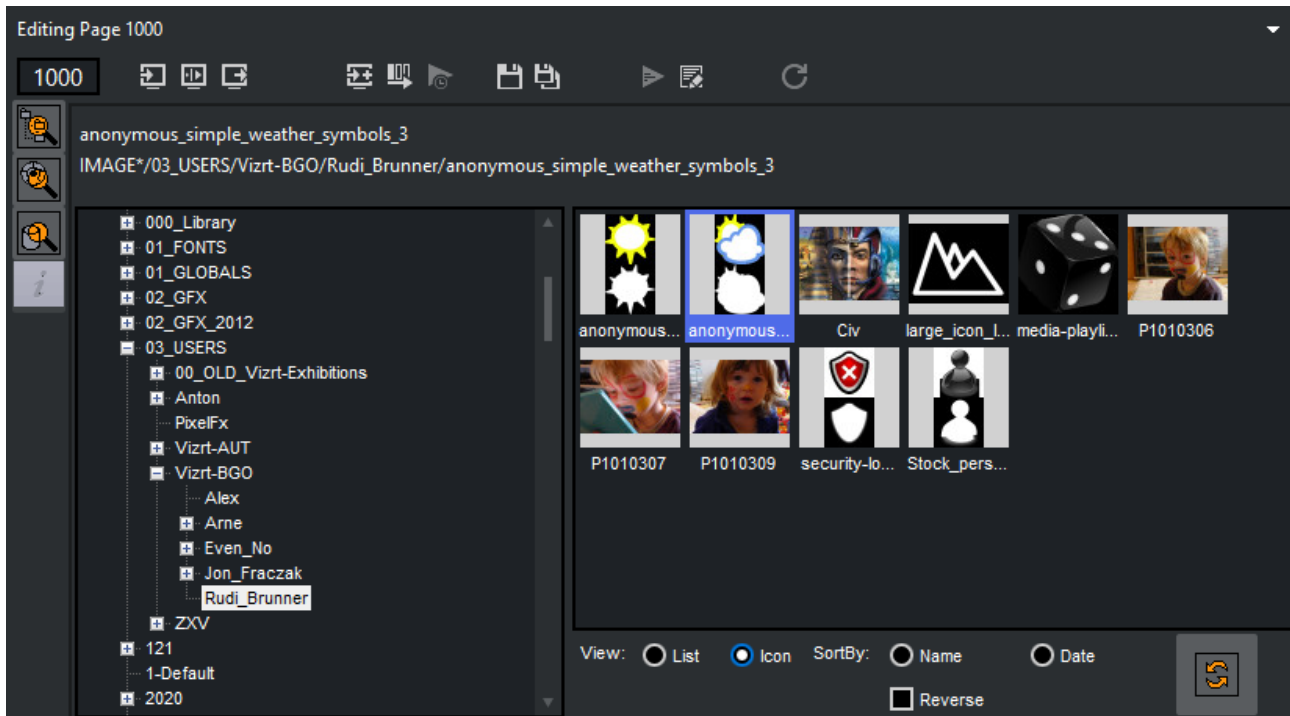 Editing Page 1000
1000
anonymous_simple_weather_symbols_3
IMAGE*/03_USERS/Vizrt-BGO/Rudi_Brunner/anonymous_simple_weather_symbols_3
000_Library
01_FONTS
01_GLOBALS
02_GFX
02_GFX_2012
03_USERS
00_OLD_Vizrt-Exhibitions
Anton
PixelFx
Vizrt-AUT
Vizrt-BGO
Alex
Arne
Even_No
Jon_Fraczak
Rudi_Brunner
ZXV
121
1-Default
2020
anonymous... anonymous... Civ large_icon_l... media-playli... P1010306
P1010307 P1010309 security-lo... Stock_pers...
View: List Icon SortBy: Name Date
Reverse
i